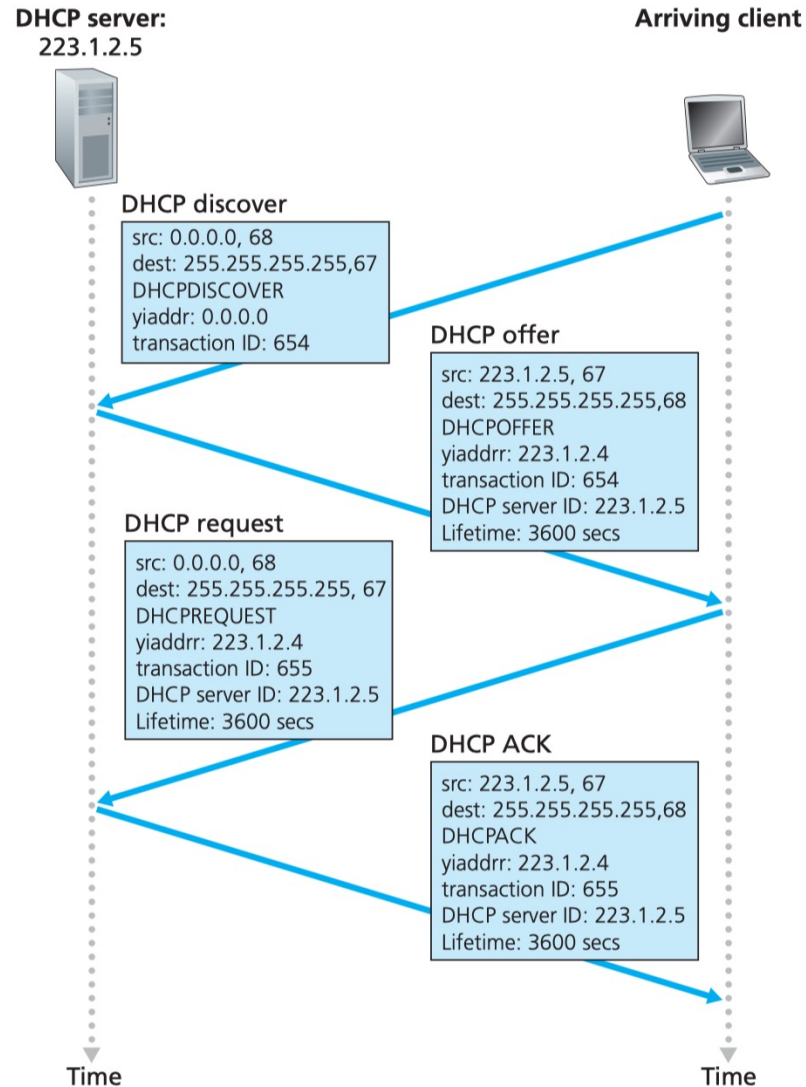 DHCP server:
223.1.2.5
Arriving client
DHCP discover
src: 0.0.0.0, 68
dest: 255.255.255.255,67
DHCPDISCOVER
yiaddr: 0.0.0.0
transaction ID: 654
DHCP offer
src: 223.1.2.5, 67
dest: 255.255.255.255,68
DHCPOFFER
yiaddrr: 223.1.2.4
transaction ID: 654
DHCP server ID: 223.1.2.5
Lifetime: 3600 secs
DHCP request
src: 0.0.0.0, 68
dest: 255.255.255.255, 67
DHCPREQUEST
yiaddrr: 223.1.2.4
transaction ID: 655
DHCP server ID: 223.1.2.5
Lifetime: 3600 secs
DHCP ACK
src: 223.1.2.5, 67
dest: 255.255.255.255,68
DHCPACK
yiaddrr: 223.1.2.4
transaction ID: 655
DHCP server ID: 223.1.2.5
Lifetime: 3600 secs
Time
Time